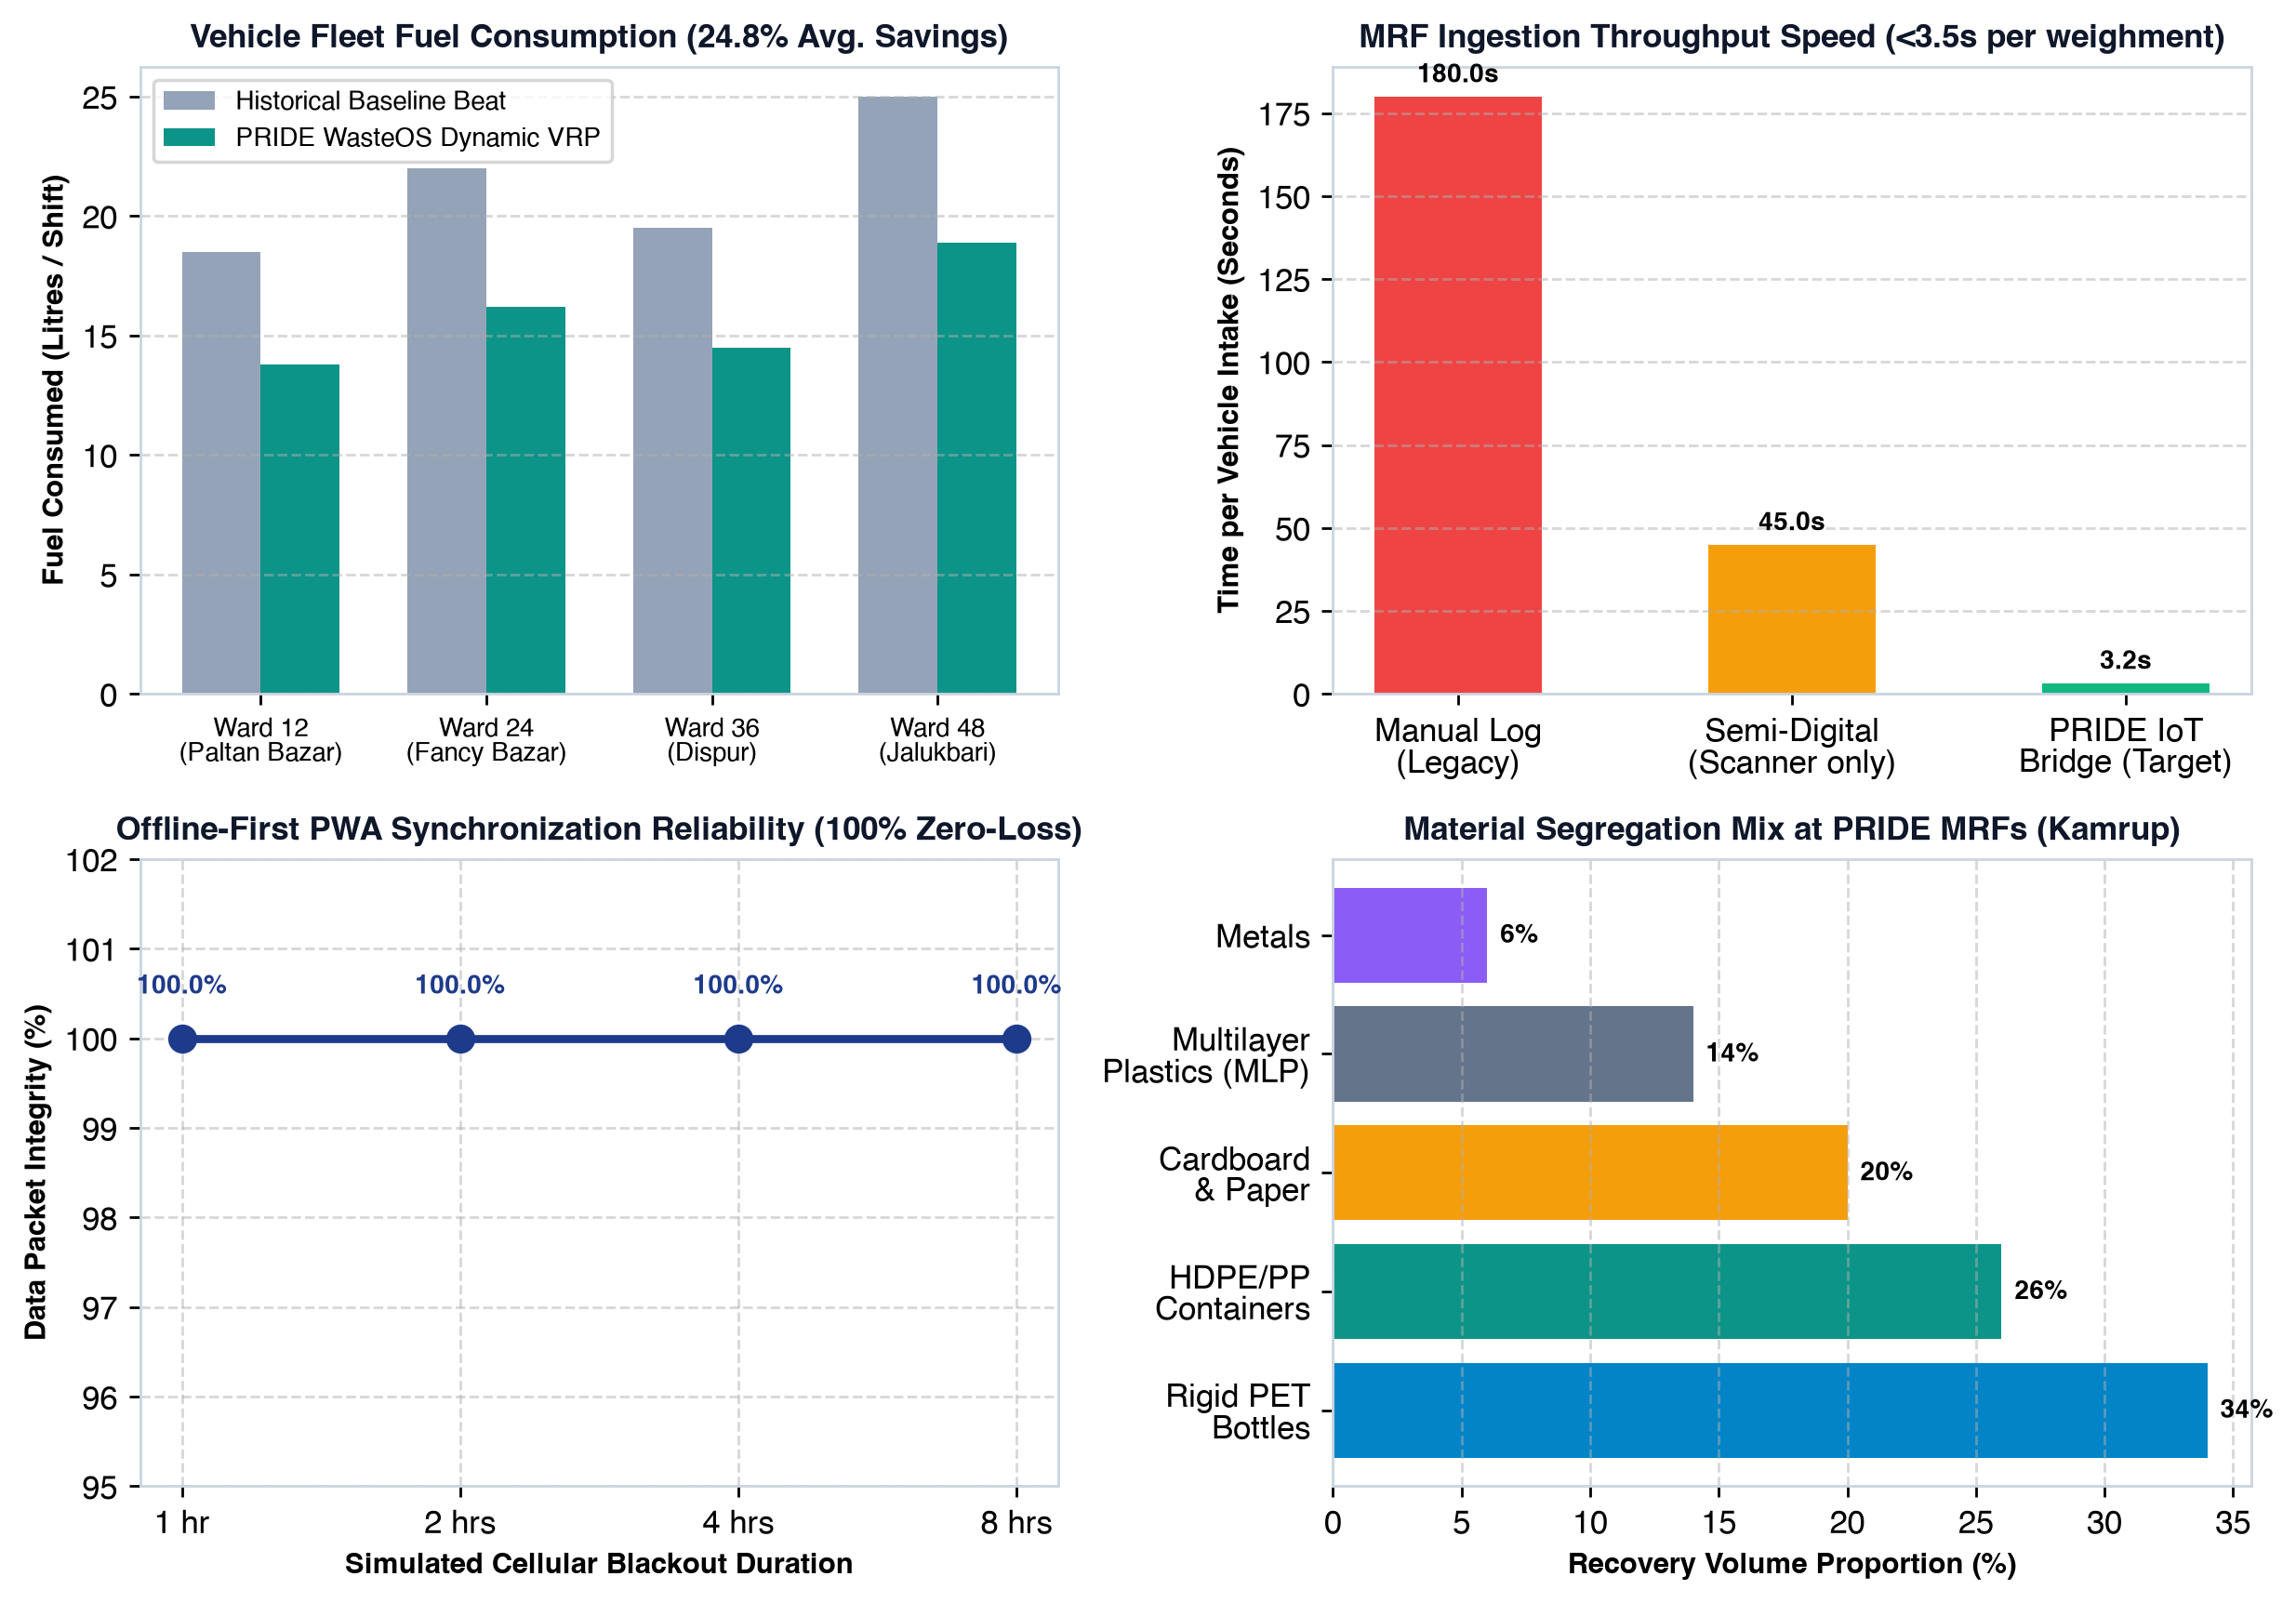 Vehicle Fleet Fuel Consumption (24.8% Avg. Savings)
Historical Baseline Beat
PRIDE WasteOS Dynamic VRP
Fuel Consumed (Litres / Shift)
25
20
15
10
5
0
Ward 12
(Paltan Bazar)
Ward 24
(Fancy Bazar)
Ward 36
(Dispur)
Ward 48
(Jalukbari)
MRF Ingestion Throughput Speed (<3.5s per weighment)
Time per Vehicle Intake (Seconds)
175
150
125
100
75
50
25
0
180.0s
45.0s
3.2s
Manual Log
(Legacy)
Semi-Digital
(Scanner only)
PRIDE IoT
Bridge (Target)
Offline-First PWA Synchronization Reliability (100% Zero-Loss)
Data Packet Integrity (%)
102
101
100
99
98
97
96
95
100.0%
100.0%
100.0%
100.0%
1 hr
2 hrs
4 hrs
8 hrs
Simulated Cellular Blackout Duration
Material Segregation Mix at PRIDE MRFs (Kamrup)
Metals
6%
Multilayer
Plastics (MLP)
14%
Cardboard
& Paper
20%
HDPE/PP
Containers
26%
Rigid PET
Bottles
34%
0
5
10
15
20
25
30
35
Recovery Volume Proportion (%)